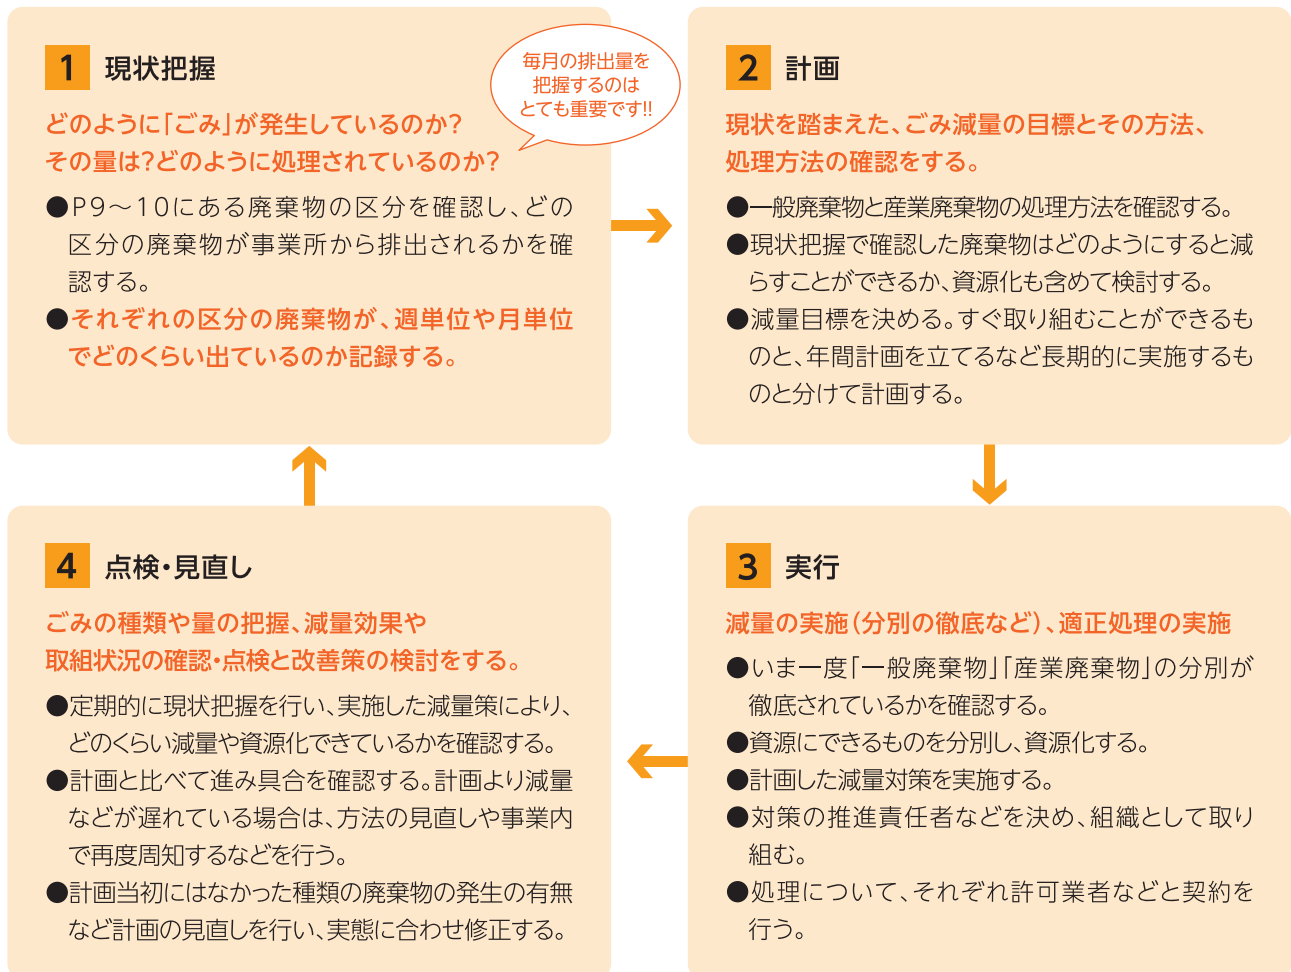 1 現状把握
毎月の排出量を
把握するのは
とても重要です!!
どのように「ごみ」が発生しているのか?
その量は?どのように処理されているのか?
●P9〜10にある廃棄物の区分を確認し、どの
区分の廃棄物が事業所から排出されるかを確
認する。
●それぞれの区分の廃棄物が、週単位や月単位
でどのくらい出ているのか記録する。
2 計画
現状を踏まえた、ごみ減量の目標とその方法、
処理方法の確認をする。
●一般廃棄物と産業廃棄物の処理方法を確認する。
●現状把握で確認した廃棄物はどのようにすると減
らすことができるか、資源化も含めて検討する。
●減量目標を決める。すぐ取り組むことができるも
のと、年間計画を立てるなど長期的に実施するも
のと分けて計画する。
3 実行
減量の実施(分別の徹底など)、適正処理の実施
●いま一度「一般廃棄物」「産業廃棄物」の分別が
徹底されているかを確認する。
●資源にできるものを分別し、資源化する。
●計画した減量対策を実施する。
●対策の推進責任者などを決め、組織として取り
組む。
●処理について、それぞれ許可業者などと契約を
行う。
4 点検・見直し
ごみの種類や量の把握、減量効果や
取組状況の確認・点検と改善策の検討をする。
●定期的に現状把握を行い、実施した減量策により、
どのくらい減量や資源化できているかを確認する。
●計画と比べて進み具合を確認する。計画より減量
などが遅れている場合は、方法の見直しや事業内
で再度周知するなどを行う。
●計画当初にはなかった種類の廃棄物の発生の有無
など計画の見直しを行い、実態に合わせ修正する。